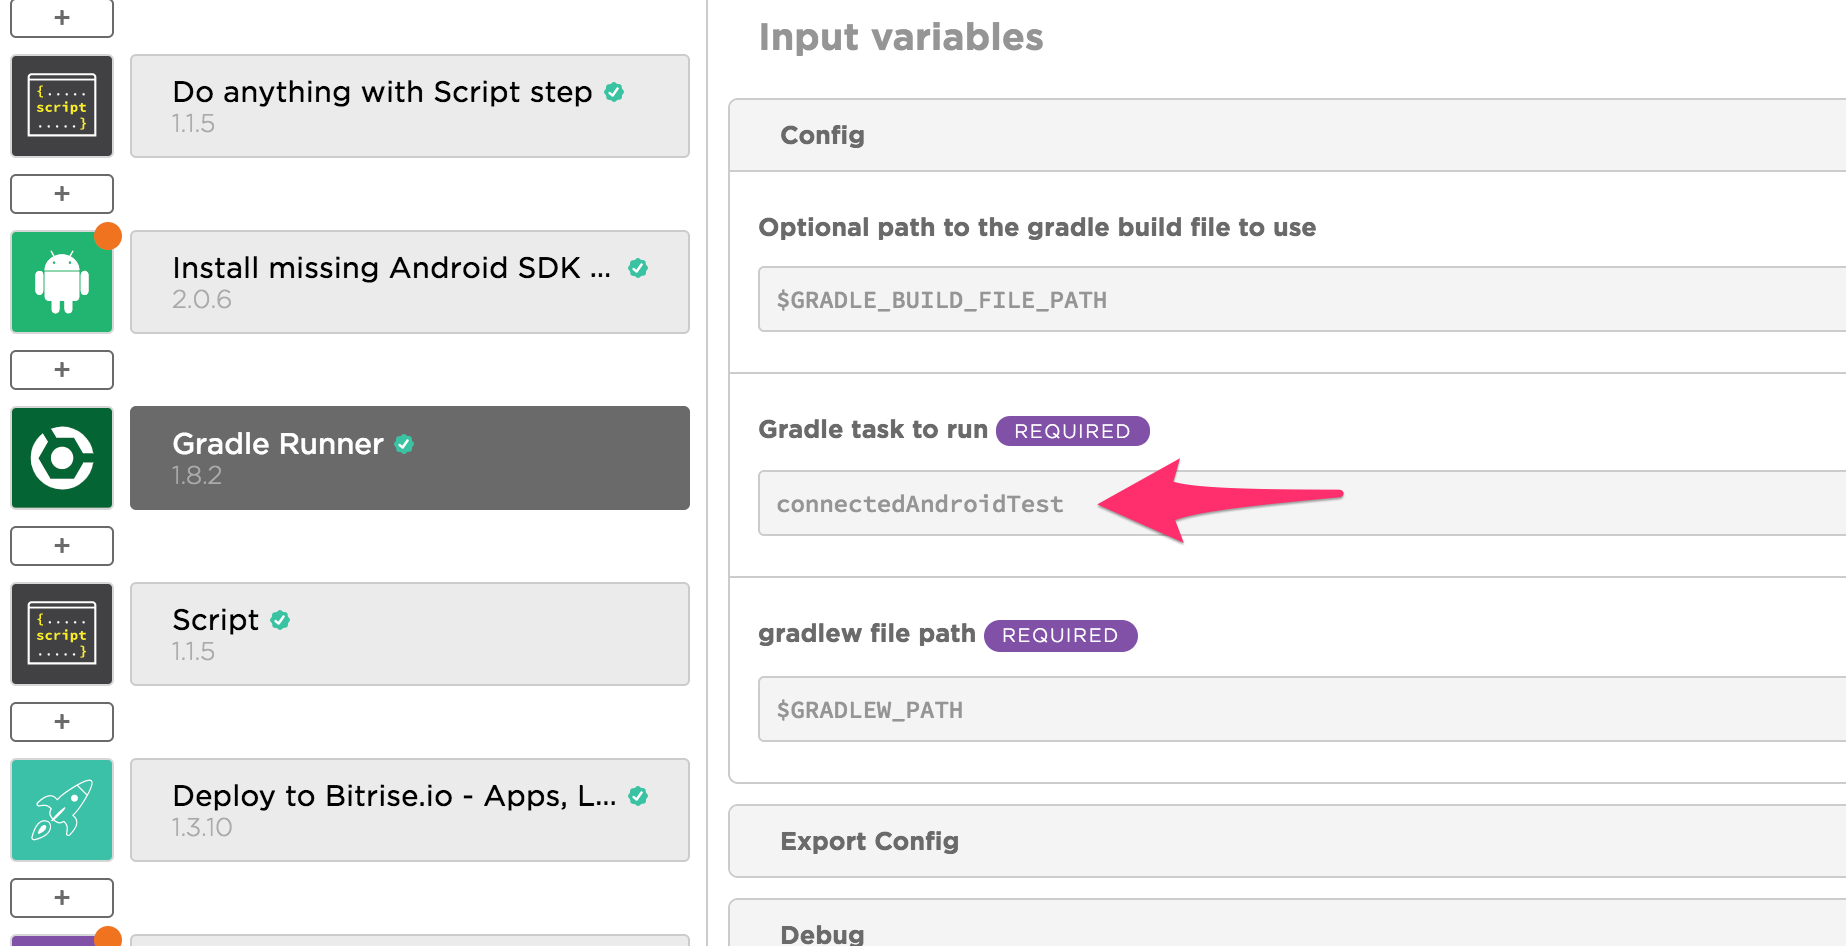 +
{.....
script
.....}
Do anything with Script step
1.1.5
+
Install missing Android SDK ...
2.0.6
+
Gradle Runner
1.8.2
+
{.....
script
.....}
Script
1.1.5
+
Deploy to Bitrise.io - Apps, L...
1.3.10
+
Input variables
Config
Optional path to the gradle build file to use
$GRADLE_BUILD_FILE_PATH
Gradle task to run REQUIRED
connectedAndroidTest
gradlew file path REQUIRED
$GRADLEW_PATH
Export Config
Debug